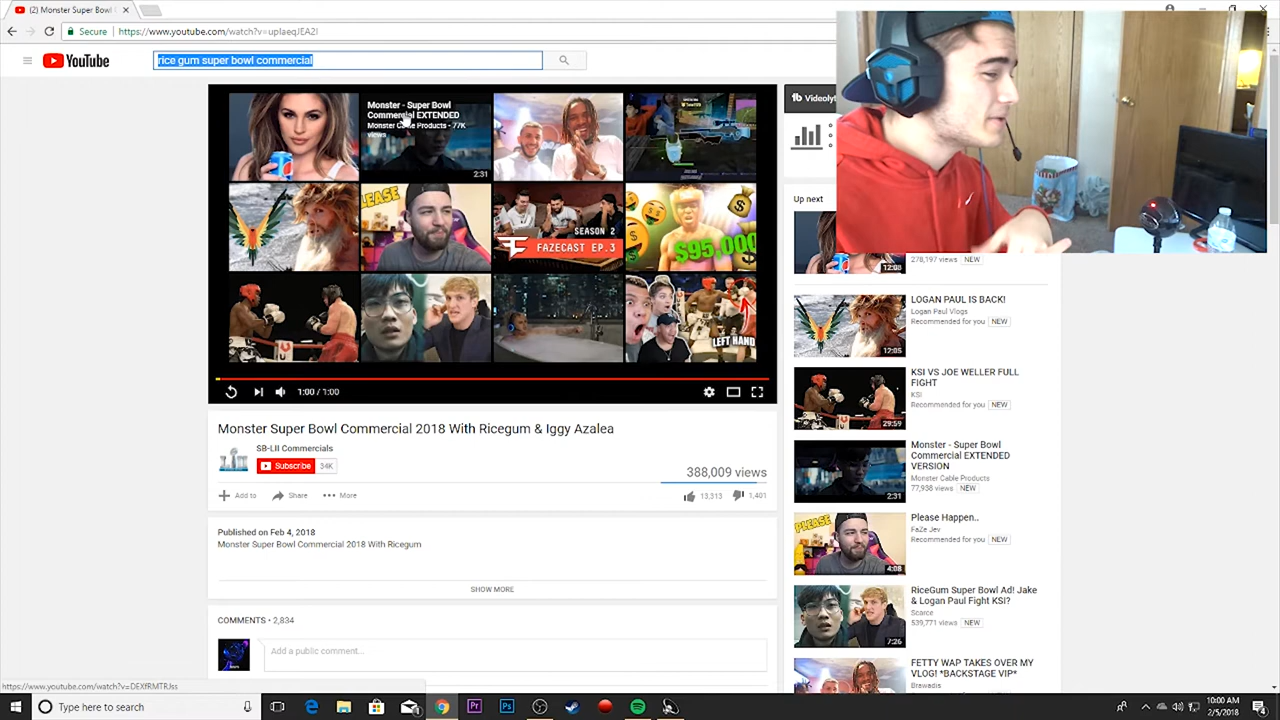 (2) Monster Super Bowl
Secure
https://www.youtube.com/watch?v=uplaeqJEA2I
YouTube
rice gum super bowl commercial
Monster - Super Bowl
Commercial EXTENDED
Monster Cable Products - 77K
views
2:31
PLEASE
SEASON 2
FAZECAST EP.3
$95,000
LEFT HAND
1:00 / 1:00
Monster Super Bowl Commercial 2018 With Ricegum & Iggy Azalea
SB-LII Commercials
Subscribe 34K
388,009 views
Add to Share More
13,313 1,401
Published on Feb 4, 2018
Monster Super Bowl Commercial 2018 With Ricegum
SHOW MORE
COMMENTS • 2,834
Add a public comment...
Up next
278,197 views NEW
12:08
LOGAN PAUL IS BACK!
Logan Paul Vlogs
Recommended for you NEW
12:05
KSI VS JOE WELLER FULL
FIGHT
KSI
Recommended for you NEW
29:59
Monster - Super Bowl
Commercial EXTENDED
VERSION
Monster Cable Products
77,938 views NEW
2:31
Please Happen..
FaZe Jev
Recommended for you NEW
PLEASE
4:08
RiceGum Super Bowl Ad! Jake
& Logan Paul Fight KSI?
Scarce
539,771 views NEW
7:26
FETTY WAP TAKES OVER MY
VLOG! *BACKSTAGE VIP*
Brawadis
https://www.youtube.com/watch?v=DEXfRMTRJss
Type here to search
Pr
Ps
10:00 AM
2/5/2018